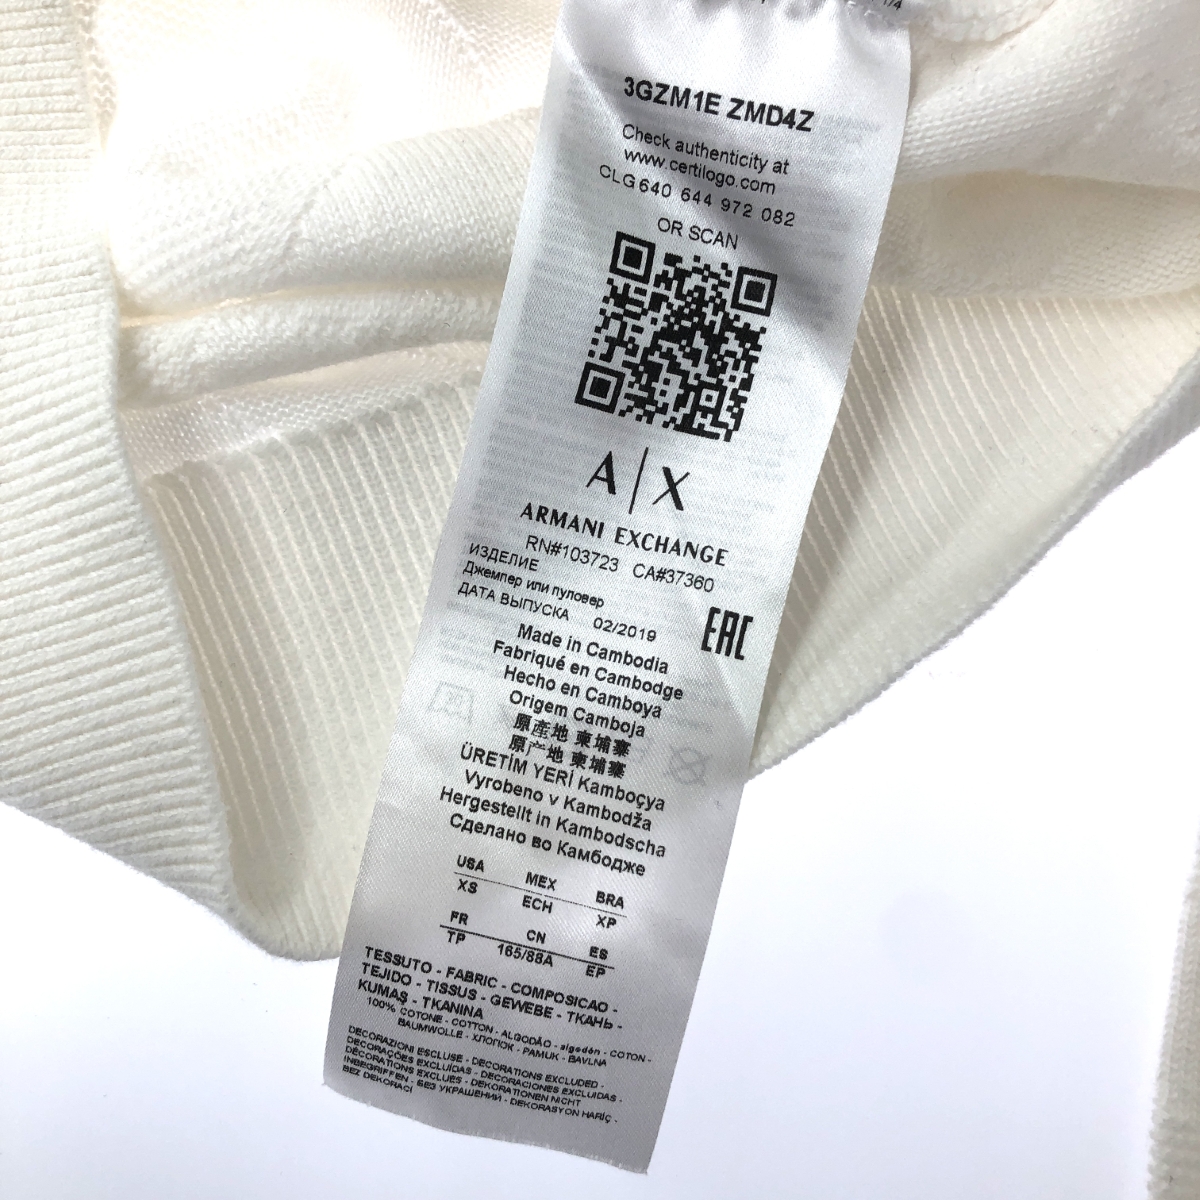 1/4
3GZM1E ZMD4Z
Check authenticity at
www.certilogo.com
CLG 640 644 972 082
OR SCAN
A|X
ARMANI EXCHANGE
RN#103723 CA#37360
ИЗДЕЛИЕ
Джемпер или пуловер
ДАТА ВЫПУСКА 02/2019
EAC
Made in Cambodia
Fabriqué en Cambodge
Hecho en Camboya
Origem Camboja
原產地 柬埔寨
原产地 柬埔寨
ÜRETİM YERİ Kamboçya
Vyrobeno v Kambodža
Hergestellt in Kambodscha
Сделано во Камбодже
USA MEX BRA
XS ECH XP
FR CN ES
TP 165/88A EP
TESSUTO - FABRIC - COMPOSICAO -
TEJIDO - TISSUS - GEWEBE - ТКАНЬ -
KUMAŞ - TKANINA
100% COTONE - COTTON - ALGODÃO - algodón - COTON -
BAUMWOLLE - ХЛОПОК - PAMUK - BAVLNA
DECORAZIONI ESCLUSE - DECORATIONS EXCLUDED -
DECORAÇÕES EXCLUÍDAS - DECORACIONES EXCLUIDAS -
DÉCORATIONS EXCLUES - DEKORATIONEN NICHT
INBEGRIFFEN - БЕЗ УКРАШЕНИЙ - DEKORASYON HARİÇ -
BEZ DEKORACÍ